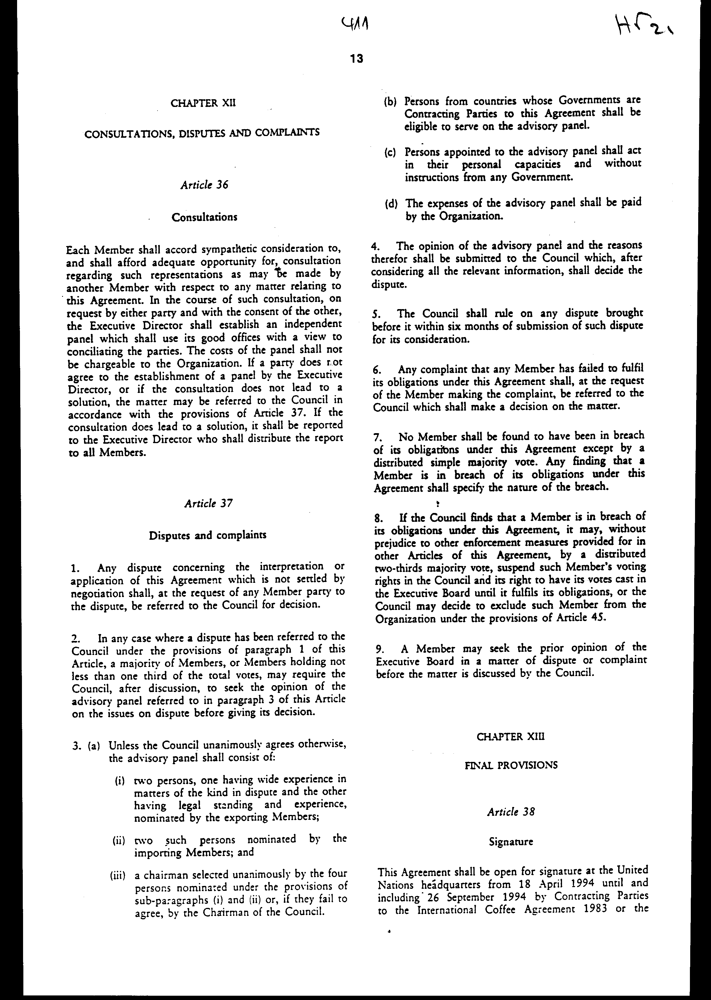 411
13
CHAPTER XII
CONSULTATIONS, DISPUTES AND COMPLAINTS
Article 36
Consultations
Each Member shall accord sympathetic consideration to,
and shall afford adequate opportunity for, consultation
regarding such representations as may be made by
another Member with respect to any matter relating to
this Agreement. In the course of such consultation, on
request by either party and with the consent of the other,
the Executive Director shall establish an independent
panel which shall use its good offices with a view to
conciliating the parties. The costs of the panel shall not
be chargeable to the Organization. If a party does not
agree to the establishment of a panel by the Executive
Director, or if the consultation does not lead to a
solution, the matter may be referred to the Council in
accordance with the provisions of Article 37. If the
consultation does lead to a solution, it shall be reported
to the Executive Director who shall distribute the report
to all Members.
Article 37
Disputes and complaints
1. Any dispute concerning the interpretation or
application of this Agreement which is not settled by
negotiation shall, at the request of any Member party to
the dispute, be referred to the Council for decision.
2. In any case where a dispute has been referred to the
Council under the provisions of paragraph 1 of this
Article, a majority of Members, or Members holding not
less than one third of the total votes, may require the
Council, after discussion, to seek the opinion of the
advisory panel referred to in paragraph 3 of this Article
on the issues on dispute before giving its decision.
3. (a) Unless the Council unanimously agrees otherwise,
the advisory panel shall consist of:
(i) two persons, one having wide experience in
matters of the kind in dispute and the other
having legal standing and experience,
nominated by the exporting Members;
(ii) two such persons nominated by the
importing Members; and
(iii) a chairman selected unanimously by the four
persons nominated under the provisions of
sub-paragraphs (i) and (ii) or, if they fail to
agree, by the Chairman of the Council.
(b) Persons from countries whose Governments are
Contracting Parties to this Agreement shall be
eligible to serve on the advisory panel.
(c) Persons appointed to the advisory panel shall act
in their personal capacities and without
instructions from any Government.
(d) The expenses of the advisory panel shall be paid
by the Organization.
4. The opinion of the advisory panel and the reasons
therefor shall be submitted to the Council which, after
considering all the relevant information, shall decide the
dispute.
5. The Council shall rule on any dispute brought
before it within six months of submission of such dispute
for its consideration.
6. Any complaint that any Member has failed to fulfil
its obligations under this Agreement shall, at the request
of the Member making the complaint, be referred to the
Council which shall make a decision on the matter.
7. No Member shall be found to have been in breach
of its obligations under this Agreement except by a
distributed simple majority vote. Any finding that a
Member is in breach of its obligations under this
Agreement shall specify the nature of the breach.
8. If the Council finds that a Member is in breach of
its obligations under this Agreement, it may, without
prejudice to other enforcement measures provided for in
other Articles of this Agreement, by a distributed
two-thirds majority vote, suspend such Member's voting
rights in the Council and its right to have its votes cast in
the Executive Board until it fulfils its obligations, or the
Council may decide to exclude such Member from the
Organization under the provisions of Article 45.
9. A Member may seek the prior opinion of the
Executive Board in a matter of dispute or complaint
before the matter is discussed by the Council.
CHAPTER XIII
FINAL PROVISIONS
Article 38
Signature
This Agreement shall be open for signature at the United
Nations headquarters from 18 April 1994 until and
including 26 September 1994 by Contracting Parties
to the International Coffee Agreement 1983 or the